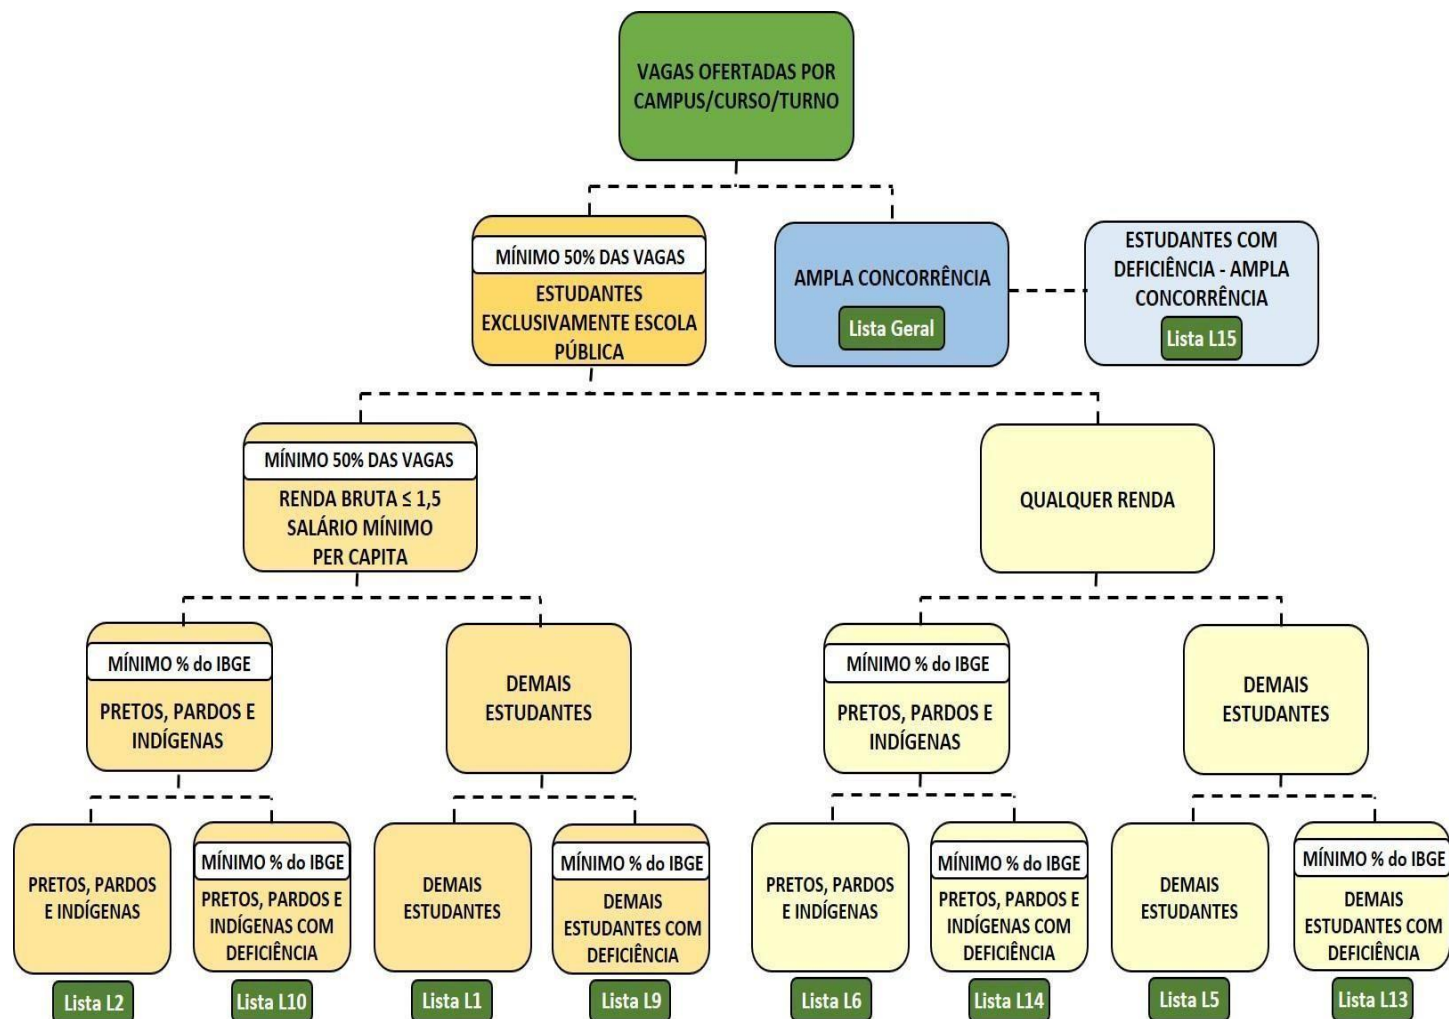 VAGAS OFERTADAS POR
CAMPUS/CURSO/TURNO
MÍNIMO 50% DAS VAGAS
ESTUDANTES
EXCLUSIVAMENTE ESCOLA
PÚBLICA
AMPLA CONCORRÊNCIA
Lista Geral
ESTUDANTES COM
DEFICIÊNCIA - AMPLA
CONCORRÊNCIA
Lista L15
MÍNIMO 50% DAS VAGAS
RENDA BRUTA ≤ 1,5
SALÁRIO MÍNIMO
PER CAPITA
QUALQUER RENDA
MÍNIMO % do IBGE
PRETOS, PARDOS E
INDÍGENAS
DEMAIS
ESTUDANTES
MÍNIMO % do IBGE
PRETOS, PARDOS E
INDÍGENAS
DEMAIS
ESTUDANTES
PRETOS, PARDOS
E INDÍGENAS
Lista L2
MÍNIMO % do IBGE
PRETOS, PARDOS E
INDÍGENAS COM
DEFICIÊNCIA
Lista L10
DEMAIS
ESTUDANTES
Lista L1
MÍNIMO % do IBGE
DEMAIS
ESTUDANTES COM
DEFICIÊNCIA
Lista L9
PRETOS, PARDOS
E INDÍGENAS
Lista L6
MÍNIMO % do IBGE
PRETOS, PARDOS E
INDÍGENAS COM
DEFICIÊNCIA
Lista L14
DEMAIS
ESTUDANTES
Lista L5
MÍNIMO % do IBGE
DEMAIS
ESTUDANTES COM
DEFICIÊNCIA
Lista L13